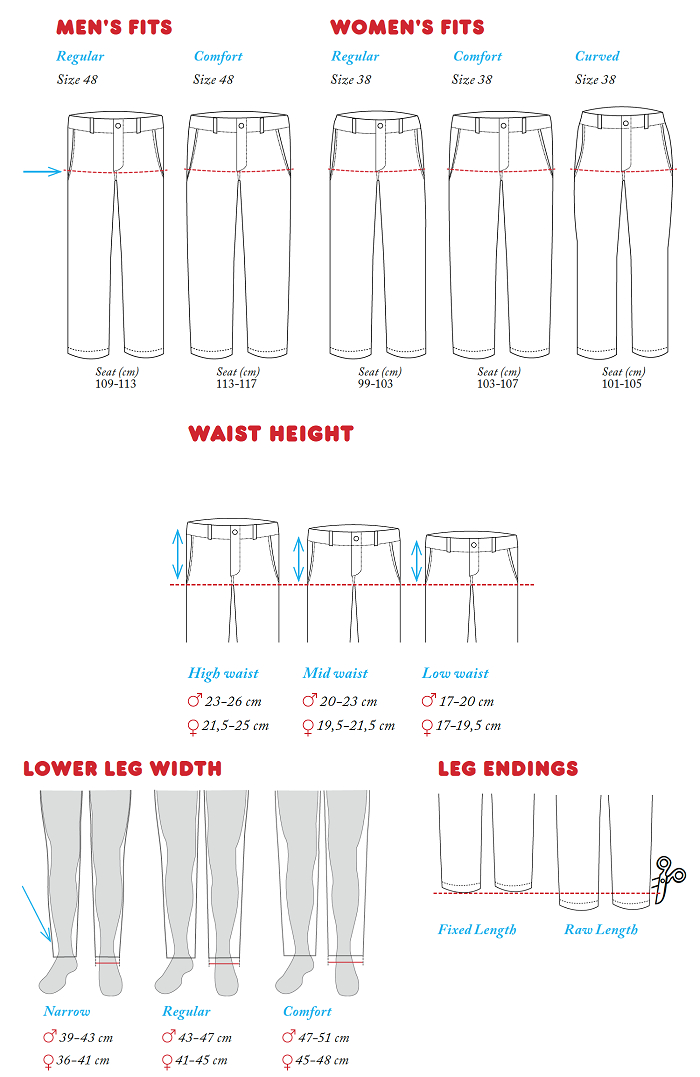 MEN'S FITS
WOMEN'S FITS
Regular
Comfort
Regular
Comfort
Curved
Size 48
Size 48
Size 38
Size 38
Size 38
Seat (cm)
109-113
Seat (cm)
113-117
Seat (cm)
99-103
Seat (cm)
103-107
Seat (cm)
101-105
WAIST HEIGHT
High waist
♂ 23-26 cm
♀ 21,5-25 cm
Mid waist
♂ 20-23 cm
♀ 19,5-21,5 cm
Low waist
♂ 17-20 cm
♀ 17-19,5 cm
LOWER LEG WIDTH
Narrow
♂ 39-43 cm
♀ 36-41 cm
Regular
♂ 43-47 cm
♀ 41-45 cm
Comfort
♂ 47-51 cm
♀ 45-48 cm
LEG ENDINGS
Fixed Length
Raw Length